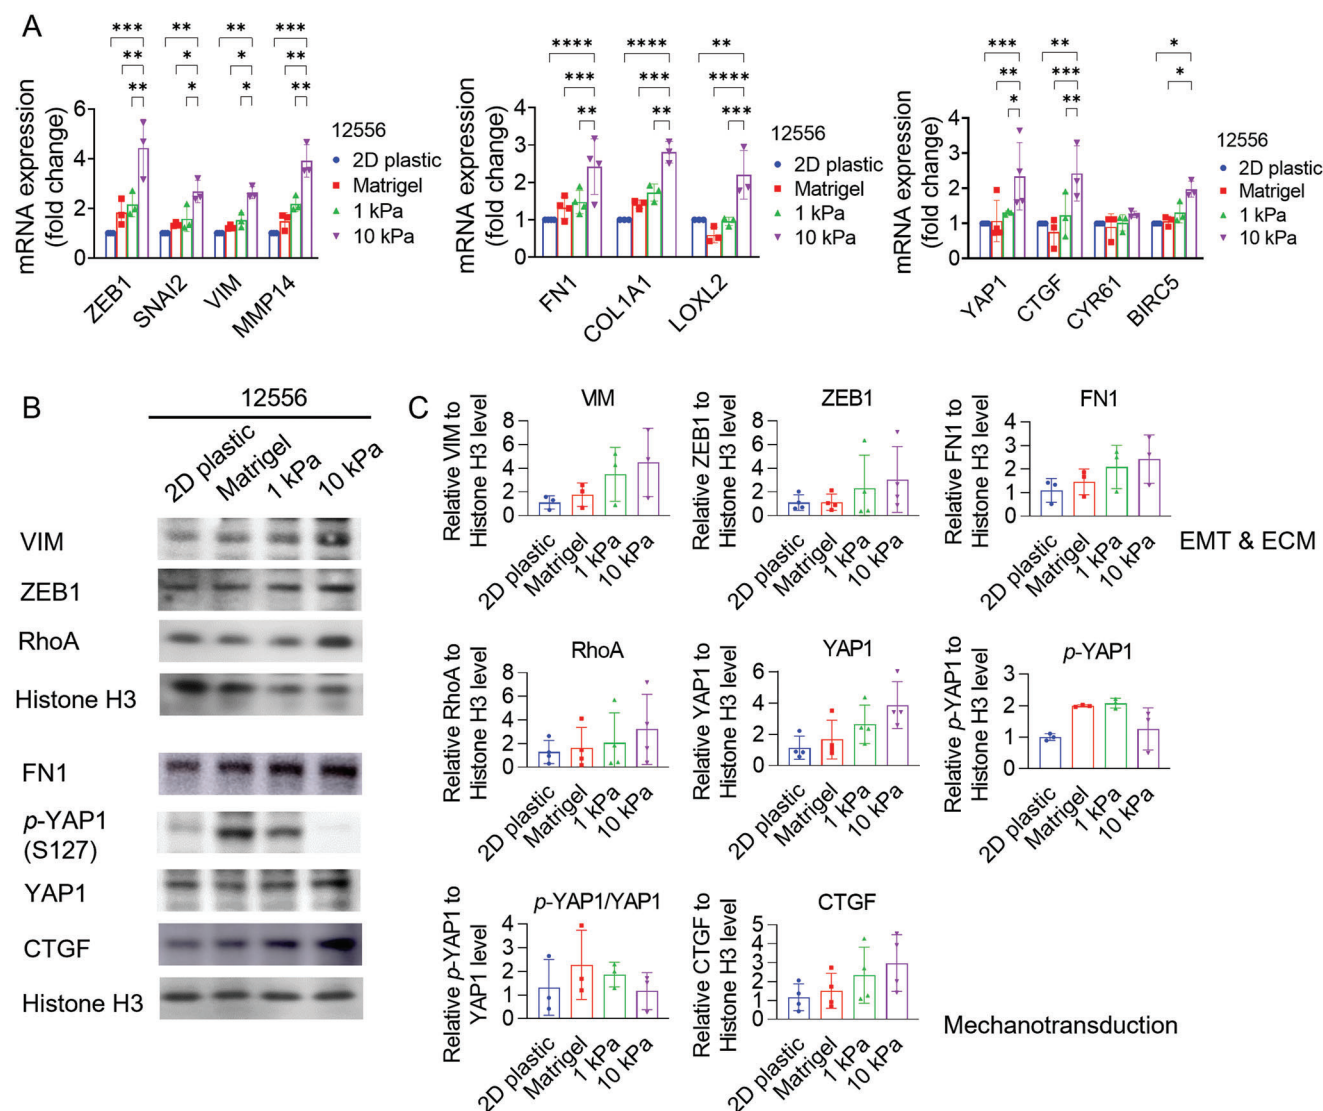 A
mRNA expression
(fold change)
6
4
2
0
*** ** ** ***
** * * **
** * * **
ZEB1
SNAI2
VIM
MMP14
12556
2D plastic
Matrigel
1 kPa
10 kPa
mRNA expression
(fold change)
4
3
2
1
0
**** **** **
*** *** ****
** ** ***
FN1
COL1A1
LOXL2
12556
2D plastic
Matrigel
1 kPa
10 kPa
mRNA expression
(fold change)
4
3
2
1
0
*** ** *
** *** *
* **
YAP1
CTGF
CYR61
BIRC5
12556
2D plastic
Matrigel
1 kPa
10 kPa
B
12556
2D plastic
Matrigel
1 kPa
10 kPa
VIM
ZEB1
RhoA
Histone H3
FN1
p-YAP1
(S127)
YAP1
CTGF
Histone H3
C
VIM
Relative VIM to
Histone H3 level
8
6
4
2
0
2D plastic
Matrigel
1 kPa
10 kPa
ZEB1
Relative ZEB1 to
Histone H3 level
8
6
4
2
0
2D plastic
Matrigel
1 kPa
10 kPa
FN1
Relative FN1 to
Histone H3 level
4
3
2
1
0
2D plastic
Matrigel
1 kPa
10 kPa
EMT & ECM
RhoA
Relative RhoA to
Histone H3 level
8
6
4
2
0
2D plastic
Matrigel
1 kPa
10 kPa
YAP1
Relative YAP1 to
Histone H3 level
6
4
2
0
2D plastic
Matrigel
1 kPa
10 kPa
p-YAP1
Relative p-YAP1 to
Histone H3 level
3
2
1
0
2D plastic
Matrigel
1 kPa
10 kPa
p-YAP1/YAP1
Relative p-YAP1 to
YAP1 level
4
3
2
1
0
2D plastic
Matrigel
1 kPa
10 kPa
CTGF
Relative CTGF to
Histone H3 level
5
4
3
2
1
0
2D plastic
Matrigel
1 kPa
10 kPa
Mechanotransduction